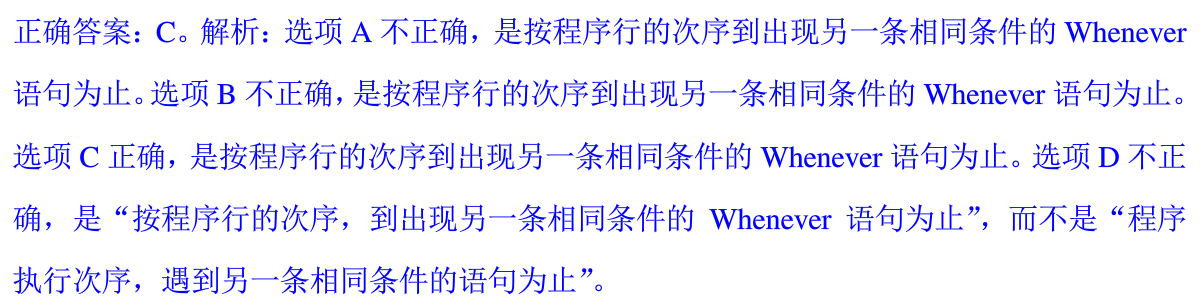 正确答案：C。解析：选项 A 不正确，是按程序行的次序到出现另一条相同条件的 Whenever
语句为止。选项 B 不正确，是按程序行的次序到出现另一条相同条件的 Whenever 语句为止。
选项 C 正确，是按程序行的次序到出现另一条相同条件的 Whenever 语句为止。选项 D 不正
确，是“按程序行的次序，到出现另一条相同条件的 Whenever 语句为止”，而不是“程序
执行次序，遇到另一条相同条件的语句为止”。